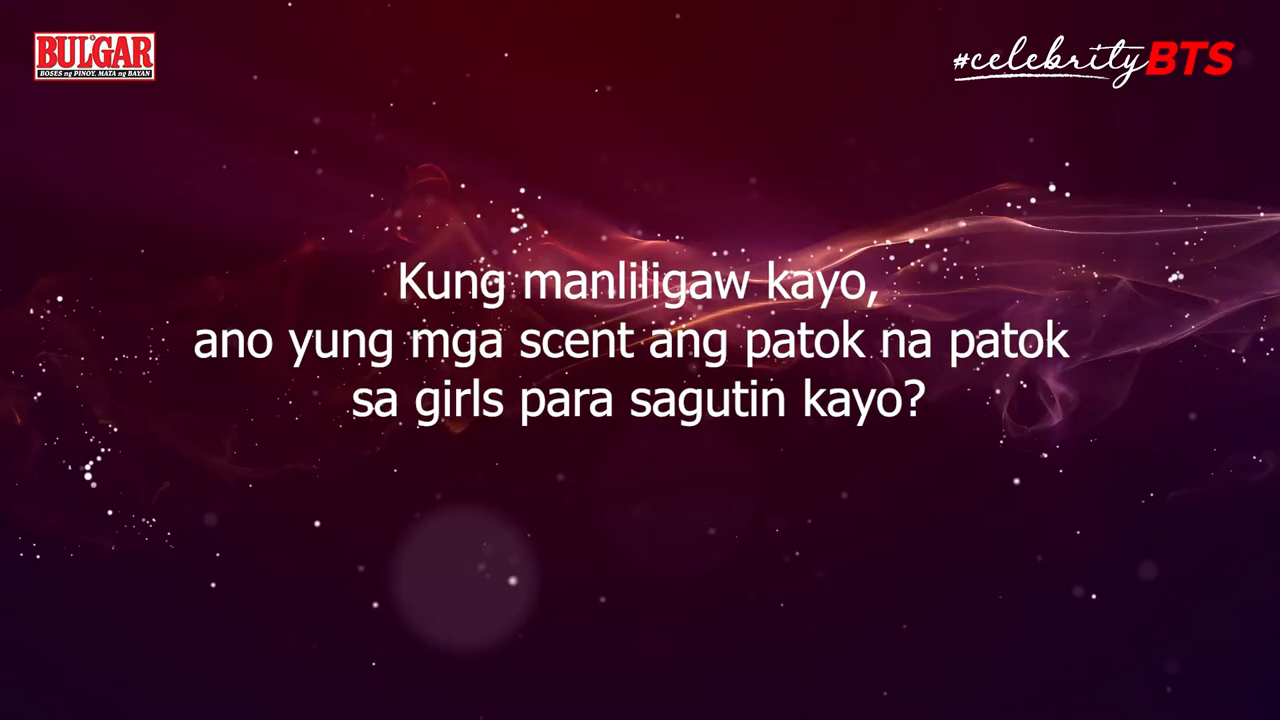 BULGAR
BOSES ng PINOY, MATA ng BAYAN
#celebrityBTS
Kung manliligaw kayo,
ano yung mga scent ang patok na patok
sa girls para sagutin kayo?